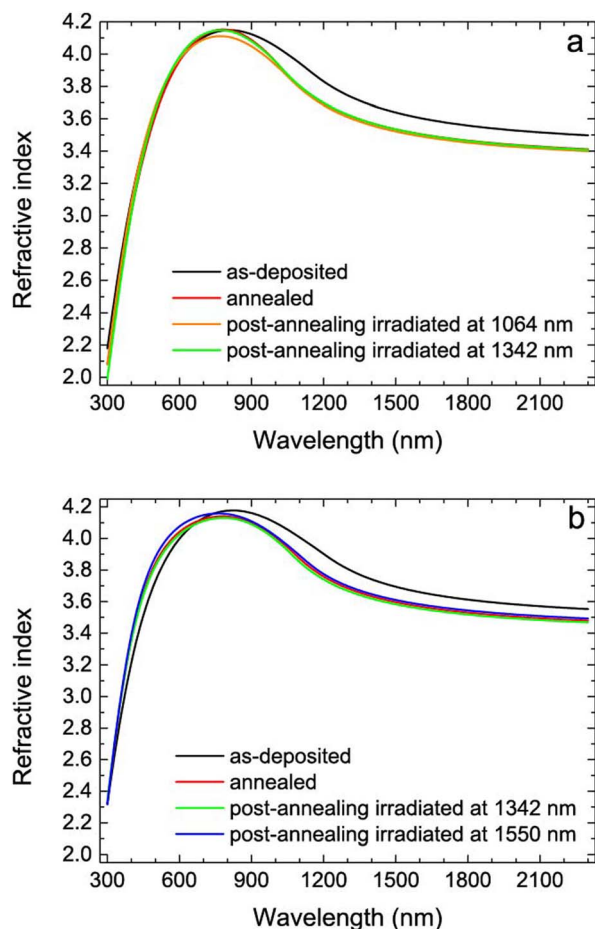 4.2
a
4.0
3.8
3.6
3.4
3.2
3.0
2.8
2.6
2.4
2.2
2.0
Refractive index
as-deposited
annealed
post-annealing irradiated at 1064 nm
post-annealing irradiated at 1342 nm
300 600 900 1200 1500 1800 2100
Wavelength (nm)
4.2
b
4.0
3.8
3.6
3.4
3.2
3.0
2.8
2.6
2.4
2.2
2.0
Refractive index
as-deposited
annealed
post-annealing irradiated at 1342 nm
post-annealing irradiated at 1550 nm
300 600 900 1200 1500 1800 2100
Wavelength (nm)